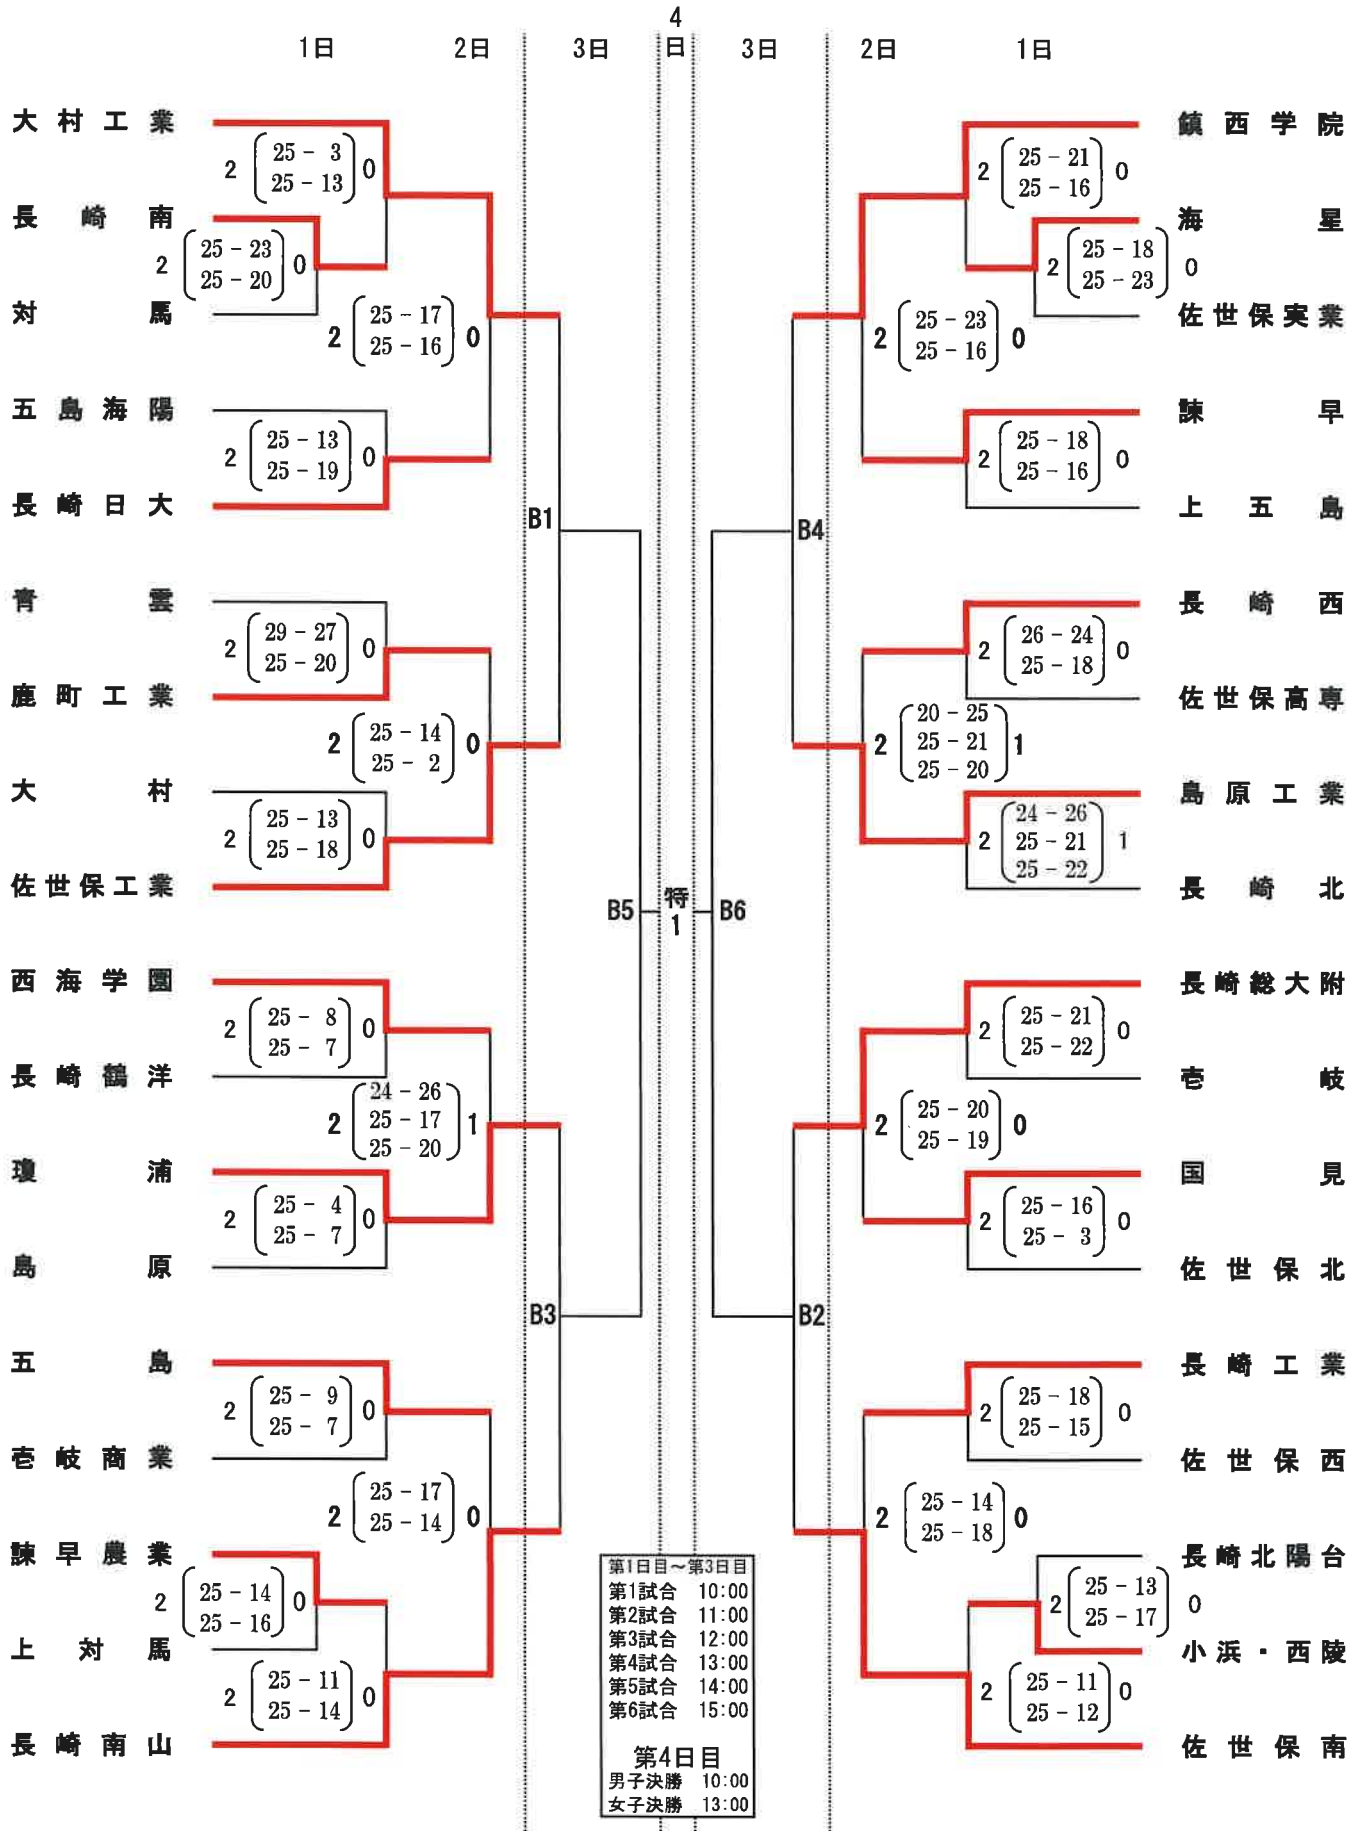 4
日
1日 2日 3日 3日 2日 1日
大村工業
2 25 - 3 0
25 - 13
長崎南
2 25 - 23 0
25 - 20
対馬
2 25 - 17 0
25 - 16
五島海陽
2 25 - 13 0
25 - 19
長崎日大
B1
青雲
2 29 - 27 0
25 - 20
鹿町工業
2 25 - 14 0
25 - 2
大村
2 25 - 13 0
25 - 18
佐世保工業
B5
特
1
西海学園
2 25 - 8 0
25 - 7
長崎鶴洋
2 24 - 26 1
25 - 17
25 - 20
瓊浦
2 25 - 4 0
25 - 7
島原
B3
五島
2 25 - 9 0
25 - 7
壱岐商業
2 25 - 17 0
25 - 14
諫早農業
2 25 - 14 0
25 - 16
上対馬
2 25 - 11 0
25 - 14
長崎南山
鎮西学院
2 25 - 21 0
25 - 16
海星
2 25 - 18 0
25 - 23
佐世保実業
2 25 - 23 0
25 - 16
諫早
2 25 - 18 0
25 - 16
上五島
B4
長崎西
2 26 - 24 0
25 - 18
佐世保高専
2 20 - 25 1
25 - 21
25 - 20
島原工業
2 24 - 26 1
25 - 21
25 - 22
長崎北
B6
長崎総大附
2 25 - 21 0
25 - 22
壱岐
2 25 - 20 0
25 - 19
国見
2 25 - 16 0
25 - 3
佐世保北
B2
長崎工業
2 25 - 18 0
25 - 15
佐世保西
2 25 - 14 0
25 - 18
長崎北陽台
2 25 - 13 0
25 - 17
小浜・西陵
2 25 - 11 0
25 - 12
佐世保南
第1日目～第3日目
第1試合 10:00
第2試合 11:00
第3試合 12:00
第4試合 13:00
第5試合 14:00
第6試合 15:00
第4日目
男子決勝 10:00
女子決勝 13:00